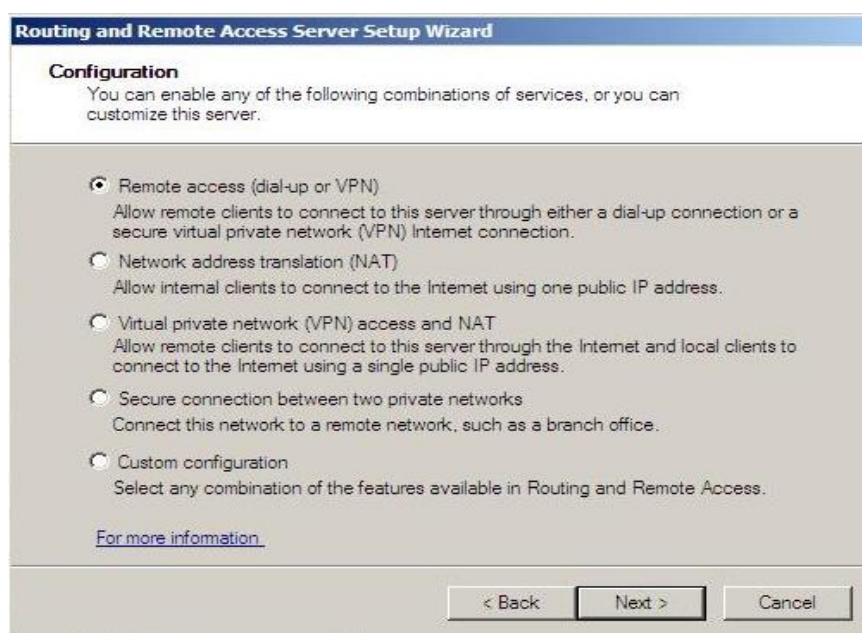 Routing and Remote Access Server Setup Wizard
Configuration
You can enable any of the following combinations of services, or you can
customize this server.
Remote access (dial-up or VPN)
Allow remote clients to connect to this server through either a dial-up connection or a
secure virtual private network (VPN) Internet connection.
Network address translation (NAT)
Allow internal clients to connect to the Internet using one public IP address.
Virtual private network (VPN) access and NAT
Allow remote clients to connect to this server through the Internet and local clients to
connect to the Internet using a single public IP address.
Secure connection between two private networks
Connect this network to a remote network, such as a branch office.
Custom configuration
Select any combination of the features available in Routing and Remote Access.
For more information
< Back Next > Cancel